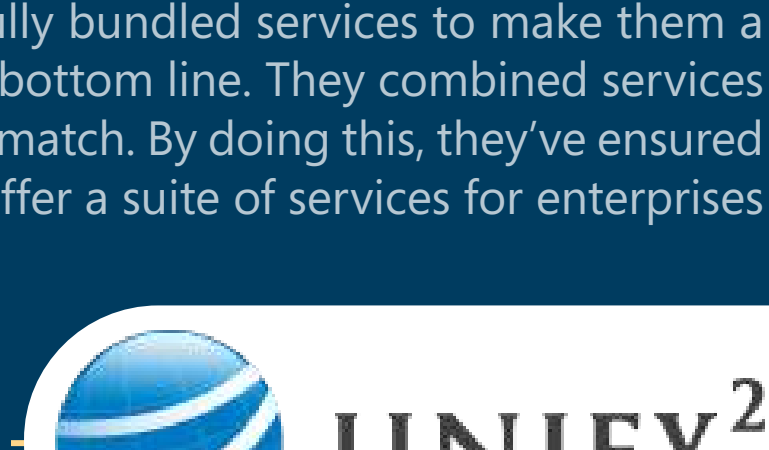 ully bundled services to make them a
bottom line. They combined services
match. By doing this, they’ve ensured
ffer a suite of services for enterprises
UNIFY²